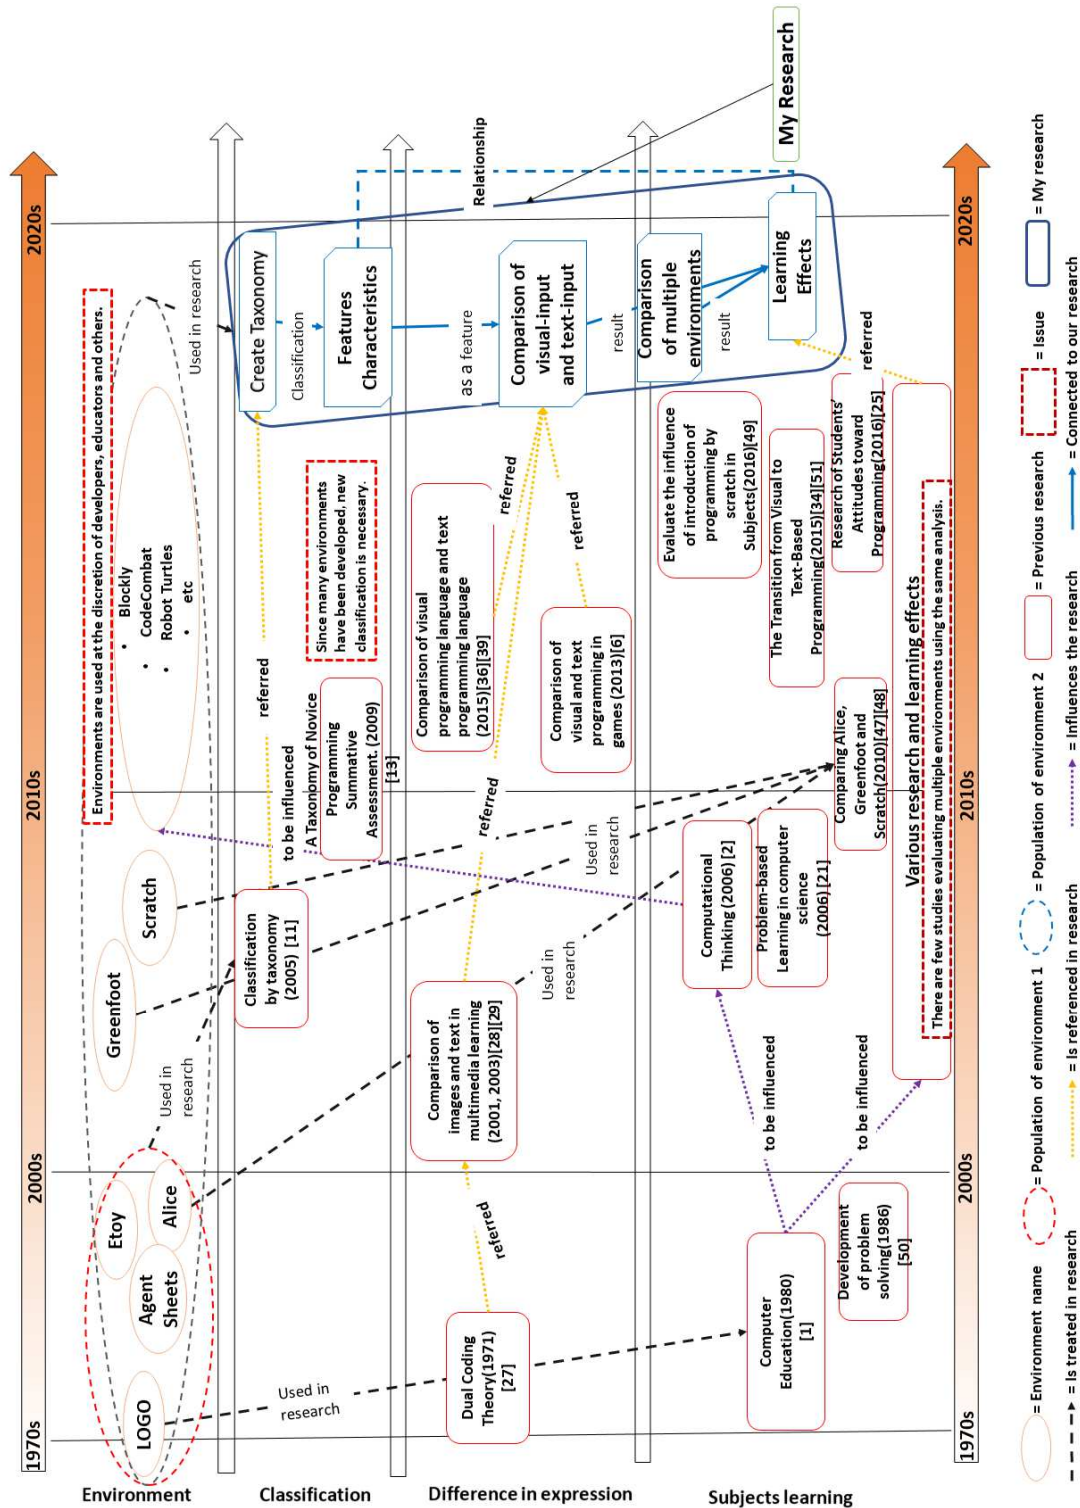 1970s
2000s
2010s
2020s
Environment
LOGO
Agent
Sheets
Etoy
Alice
Greenfoot
Scratch
• Blockly
• CodeCombat
• Robot Turtles
• etc
Environments are used at the discretion of developers, educators and others.
Used in
research
Used in
research
Used in research
Classification
Classification
by taxonomy
(2005) [11]
to be influenced
A Taxonomy of Novice
Programming
Summative
Assessment. (2009)
[13]
referred
Since many environments
have been developed, new
classification is necessary.
Create Taxonomy
Classification
Features
Characteristics
Relationship
Difference in expression
Dual Coding
Theory(1971)
[27]
referred
Comparison of
images and text in
multimedia learning
(2001, 2003)[28][29]
referred
Used in
research
Used in
research
Comparison of visual
programming language and text
programming language
(2015)[36][39]
referred
Comparison of
visual and text
programming in
games (2013)[6]
referred
as a feature
Comparison of
visual-input
and text-input
result
Subjects learning
Computer
Education(1980)
[1]
Development
of problem
solving(1986)
[50]
to be influenced
to be influenced
Computational
Thinking(2006) [2]
Problem-based
Learning in computer
science
(2006) [21]
Comparing Alice,
Greenfoot and
Scratch(2010)[47][48]
Evaluate the influence
of introduction of
programming by
scratch in
Subjects(2016)[49]
The Transition from Visual to
Text-Based
Programming(2015)[34][51]
Research of Students'
Attitudes toward
Programming(2016)[25]
Various research and learning effects
There are few studies evaluating multiple environments using the same analysis.
referred
Comparison
of multiple
environments
result
Learning
Effects
My Research
1970s
2000s
2010s
2020s
= Environment name
= Population of environment 1
= Population of environment 2
= Previous research
= Issue
= My research
= Is treated in research
= Is referenced in research
= Influences the research
= Connected to our research